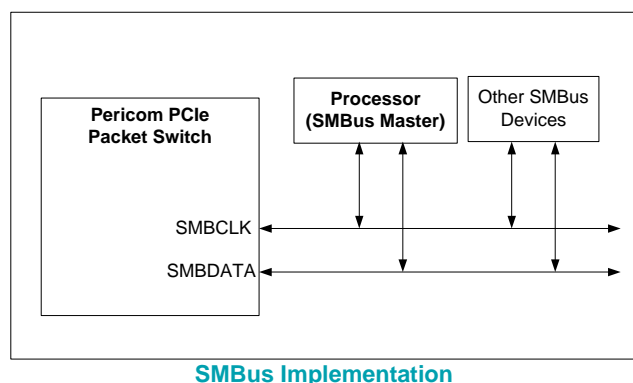 Pericom PCIe
Packet Switch
Processor
(SMBus Master)
Other SMBus
Devices
SMBCLK
SMBDATA
SMBus Implementation